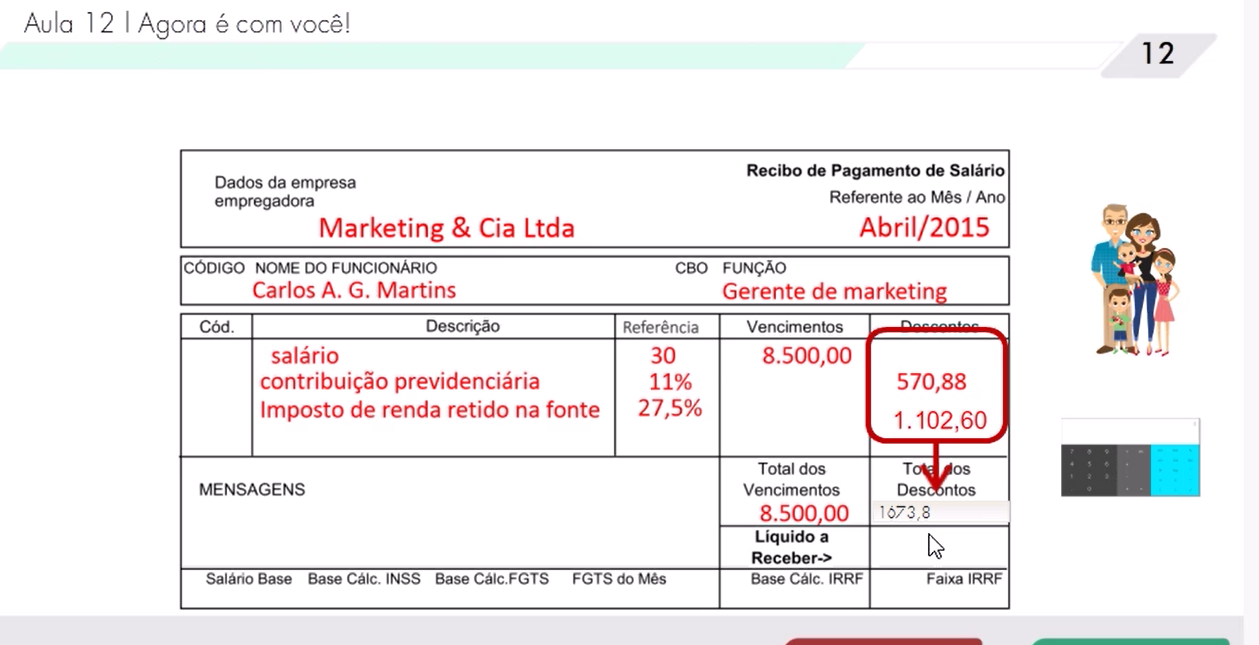 Aula 12 | Agora é com você!
12
Dados da empresa
empregadora
Marketing & Cia Ltda
Recibo de Pagamento de Salário
Referente ao Mês / Ano
Abril/2015
CÓDIGO NOME DO FUNCIONÁRIO CBO FUNÇÃO
Carlos A. G. Martins Gerente de marketing
Cód. Descrição Referência Vencimentos Descontos
salário 30 8.500,00
contribuição previdenciária 11% 570,88
Imposto de renda retido na fonte 27,5% 1.102,60
MENSAGENS
Total dos
Vencimentos
8.500,00
Total dos
Descontos
1673,8
Líquido a
Receber->
Salário Base Base Cálc. INSS Base Cálc.FGTS FGTS do Mês Base Cálc. IRRF Faixa IRRF